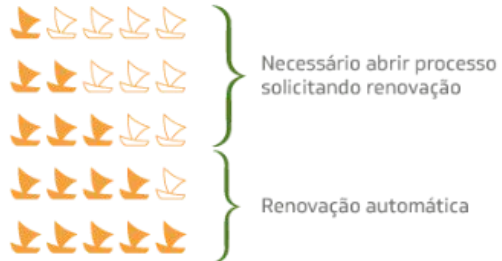 Necessário abrir processo
solicitando renovação
Renovação automática